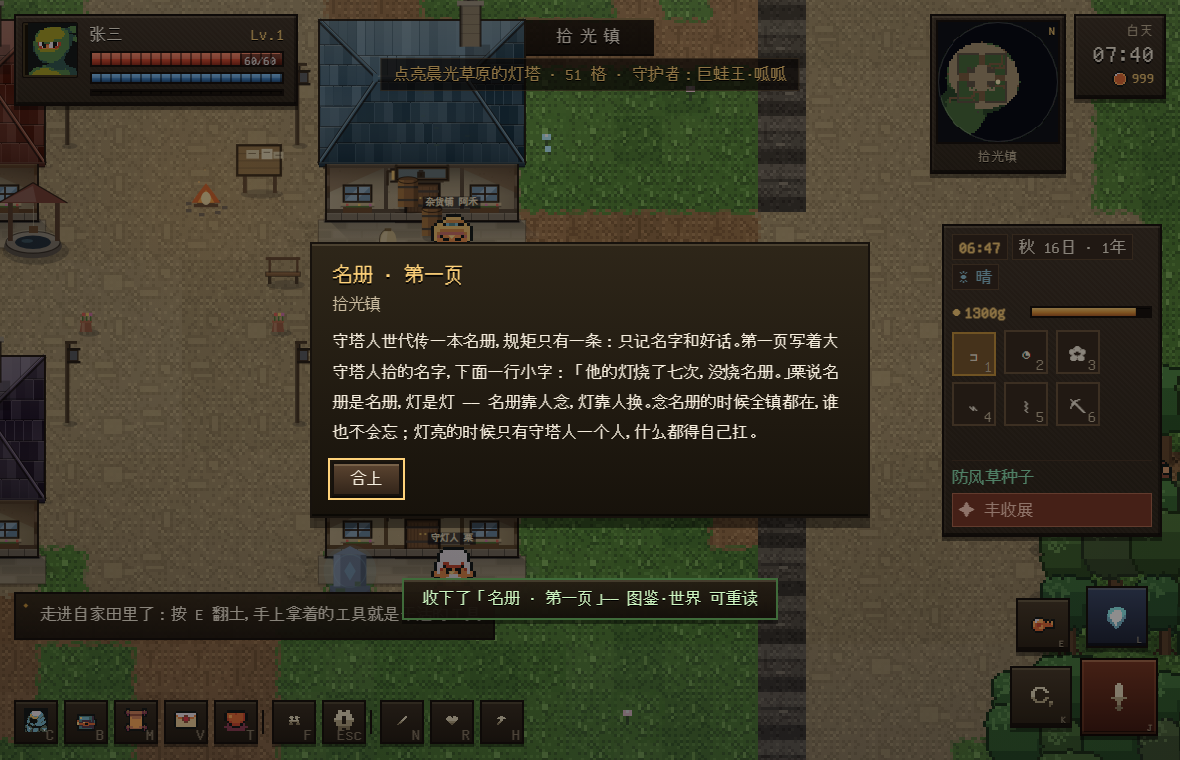 张三
Lv.1
60/60
拾光镇
点亮晨光草原的灯塔 · 51 格 · 守护者：巨蛙王·呱呱
N
拾光镇
白天
07:40
999
杂货铺 阿禾
名册 · 第一页
拾光镇
守塔人世代传一本名册，规矩只有一条：只记名字和好话。第一页写着大
守塔人拾的名字，下面一行小字：「他的灯烧了七次，没烧名册。」栗说名
册是名册，灯是灯 —— 名册靠人念，灯靠人换。念名册的时候全镇都在，谁
也不会忘；灯亮的时候只有守塔人一个人，什么都得自己扛。
合上
06:47
秋 16日 · 1年
晴
1300g
1
2
3
4
5
6
防风草种子
丰收展
守灯人 栗
收下了「名册 · 第一页」—— 图鉴·世界 可重读
走进自家田里了：按 E 翻土，手上拿着的工具就是
E
L
K
J
C
B
M
V
T
F
Esc
N
R
H